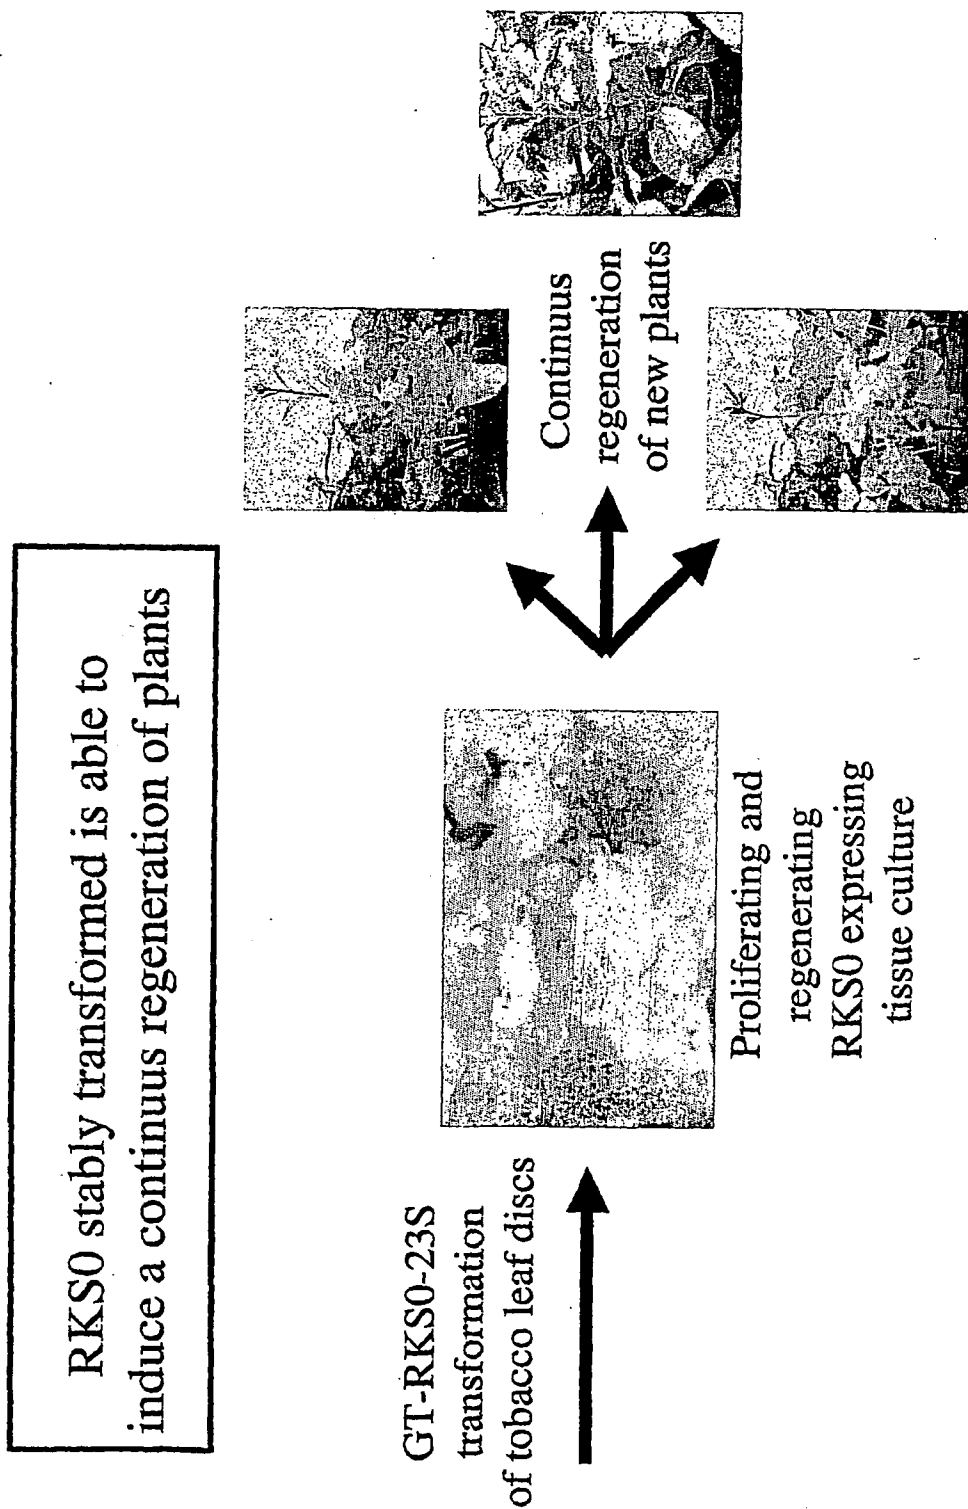 RKS0 stably transformed is able to
induce a continuus regeneration of plants
GT-RKS0-23S
transformation
of tobacco leaf discs
Proliferating and
regenerating
RKS0 expressing
tissue culture
Continuus
regeneration
of new plants